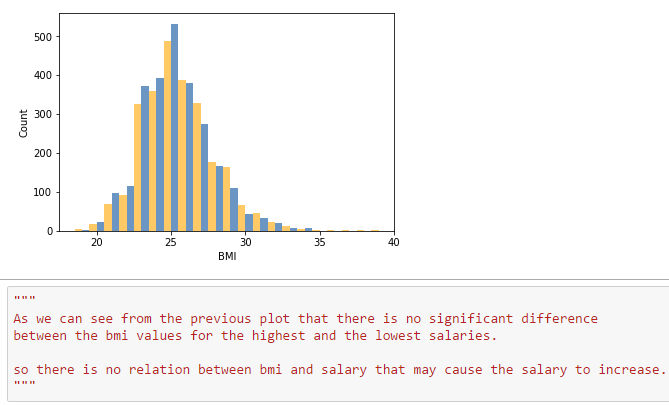 500
400
300
200
100
0
Count
20 25 30 35 40
BMI
"""
As we can see from the previous plot that there is no significant difference
between the bmi values for the highest and the lowest salaries.
so there is no relation between bmi and salary that may cause the salary to increase.
"""